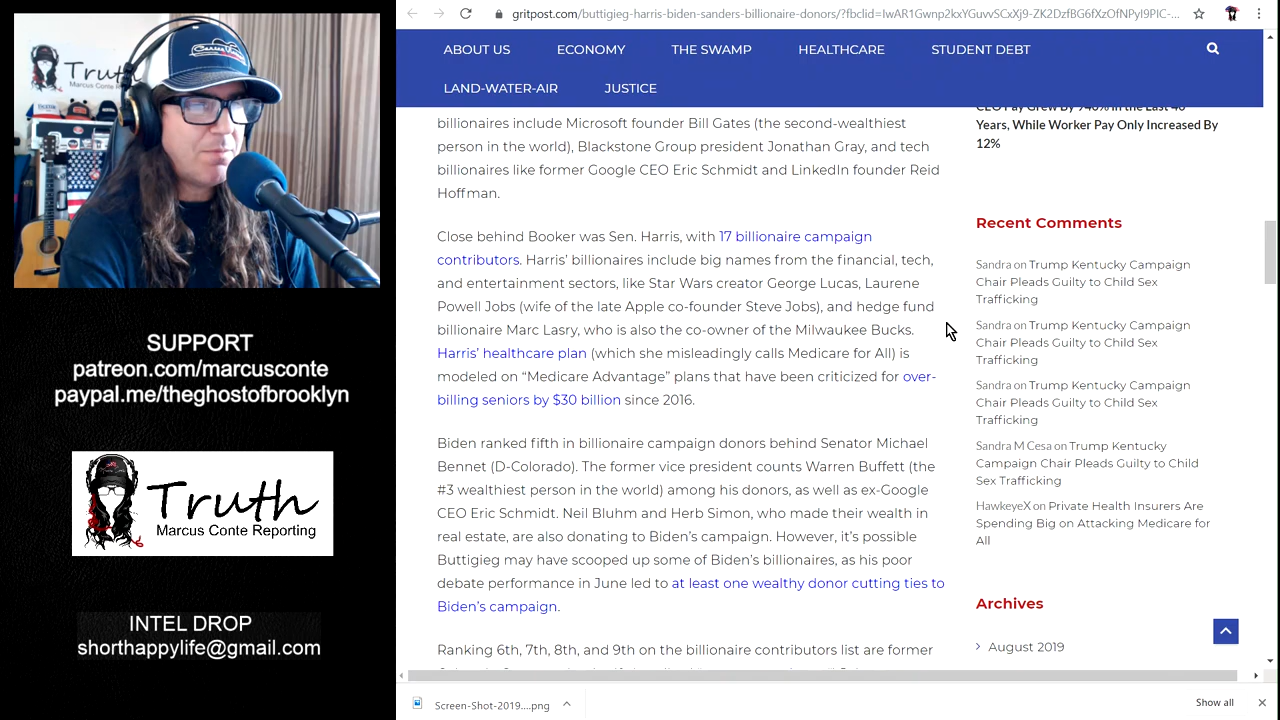 Truth
Marcus Conte
SUPPORT
patreon.com/marcusconte
paypal.me/theghostofbrooklyn
Truth
Marcus Conte Reporting
INTEL DROP
shorthappylife@gmail.com
gritpost.com/buttigieg-harris-biden-sanders-billionaire-donors/?fbclid=IwAR1Gwnp2kxYGuvvSCxXj9-ZK2DzfBG6fXzOfNPyI9PIC-...
ABOUT US
ECONOMY
THE SWAMP
HEALTHCARE
STUDENT DEBT
LAND-WATER-AIR
JUSTICE
billionaires include Microsoft founder Bill Gates (the second-wealthiest
person in the world), Blackstone Group president Jonathan Gray, and tech
billionaires like former Google CEO Eric Schmidt and LinkedIn founder Reid
Hoffman.
Close behind Booker was Sen. Harris, with 17 billionaire campaign
contributors. Harris' billionaires include big names from the financial, tech,
and entertainment sectors, like Star Wars creator George Lucas, Laurene
Powell Jobs (wife of the late Apple co-founder Steve Jobs), and hedge fund
billionaire Marc Lasry, who is also the co-owner of the Milwaukee Bucks.
Harris' healthcare plan (which she misleadingly calls Medicare for All) is
modeled on “Medicare Advantage” plans that have been criticized for over-
billing seniors by $30 billion since 2016.
Biden ranked fifth in billionaire campaign donors behind Senator Michael
Bennet (D-Colorado). The former vice president counts Warren Buffett (the
#3 wealthiest person in the world) among his donors, as well as ex-Google
CEO Eric Schmidt. Neil Bluhm and Herb Simon, who made their wealth in
real estate, are also donating to Biden's campaign. However, it's possible
Buttigieg may have scooped up some of Biden's billionaires, as his poor
debate performance in June led to at least one wealthy donor cutting ties to
Biden's campaign.
Ranking 6th, 7th, 8th, and 9th on the billionaire contributors list are former
CEO Pay Grew By 940% in the Last 40
Years, While Worker Pay Only Increased By
12%
Recent Comments
Sandra on Trump Kentucky Campaign
Chair Pleads Guilty to Child Sex
Trafficking
Sandra on Trump Kentucky Campaign
Chair Pleads Guilty to Child Sex
Trafficking
Sandra on Trump Kentucky Campaign
Chair Pleads Guilty to Child Sex
Trafficking
Sandra M Cesa on Trump Kentucky
Campaign Chair Pleads Guilty to Child
Sex Trafficking
HawkeyeX on Private Health Insurers Are
Spending Big on Attacking Medicare for
All
Archives
August 2019
Screen-Shot-2019....png
Show all